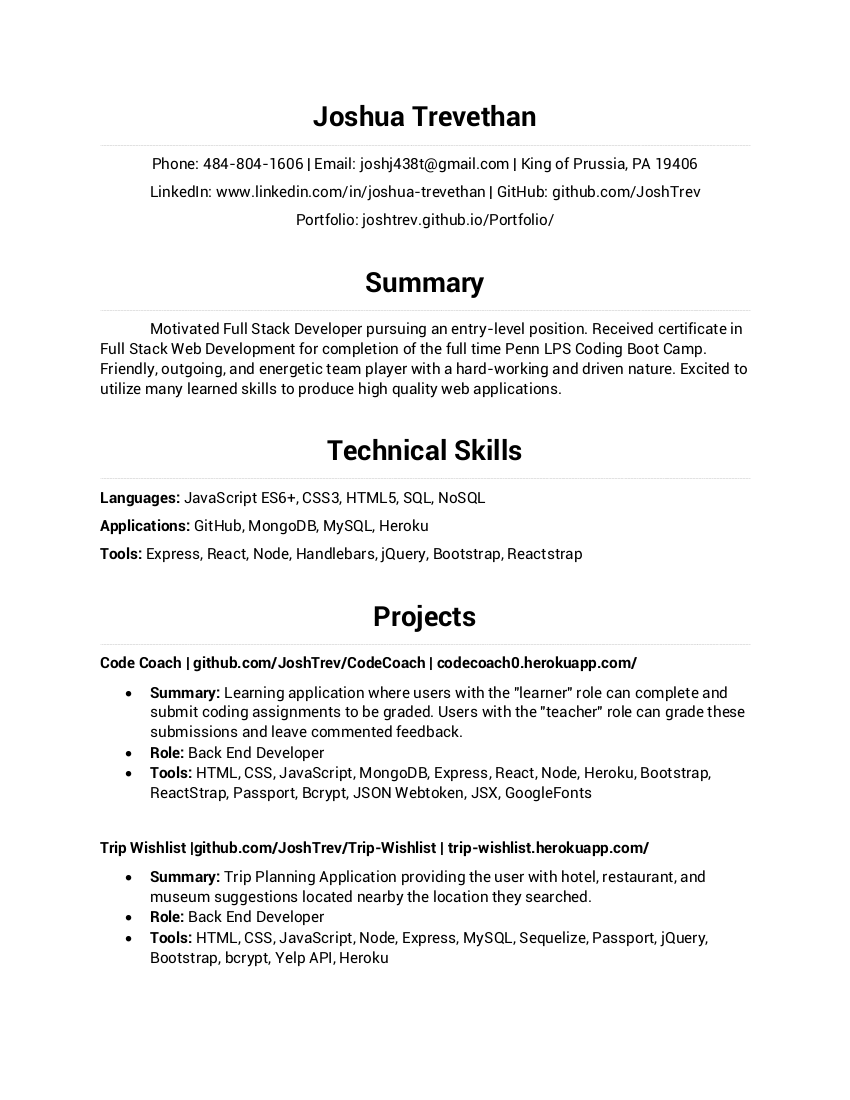 Joshua Trevethan
Phone: 484-804-1606 | Email: joshj438t@gmail.com | King of Prussia, PA 19406
LinkedIn: www.linkedin.com/in/joshua-trevethan | GitHub: github.com/JoshTrev
Portfolio: joshtrev.github.io/Portfolio/
Summary
Motivated Full Stack Developer pursuing an entry-level position. Received certificate in
Full Stack Web Development for completion of the full time Penn LPS Coding Boot Camp.
Friendly, outgoing, and energetic team player with a hard-working and driven nature. Excited to
utilize many learned skills to produce high quality web applications.
Technical Skills
Languages: JavaScript ES6+, CSS3, HTML5, SQL, NoSQL
Applications: GitHub, MongoDB, MySQL, Heroku
Tools: Express, React, Node, Handlebars, jQuery, Bootstrap, Reactstrap
Projects
Code Coach | github.com/JoshTrev/CodeCoach | codecoach0.herokuapp.com/
• Summary: Learning application where users with the "learner" role can complete and
submit coding assignments to be graded. Users with the "teacher" role can grade these
submissions and leave commented feedback.
• Role: Back End Developer
• Tools: HTML, CSS, JavaScript, MongoDB, Express, React, Node, Heroku, Bootstrap,
ReactStrap, Passport, Bcrypt, JSON Webtoken, JSX, GoogleFonts
Trip Wishlist |github.com/JoshTrev/Trip-Wishlist | trip-wishlist.herokuapp.com/
• Summary: Trip Planning Application providing the user with hotel, restaurant, and
museum suggestions located nearby the location they searched.
• Role: Back End Developer
• Tools: HTML, CSS, JavaScript, Node, Express, MySQL, Sequelize, Passport, jQuery,
Bootstrap, bcrypt, Yelp API, Heroku